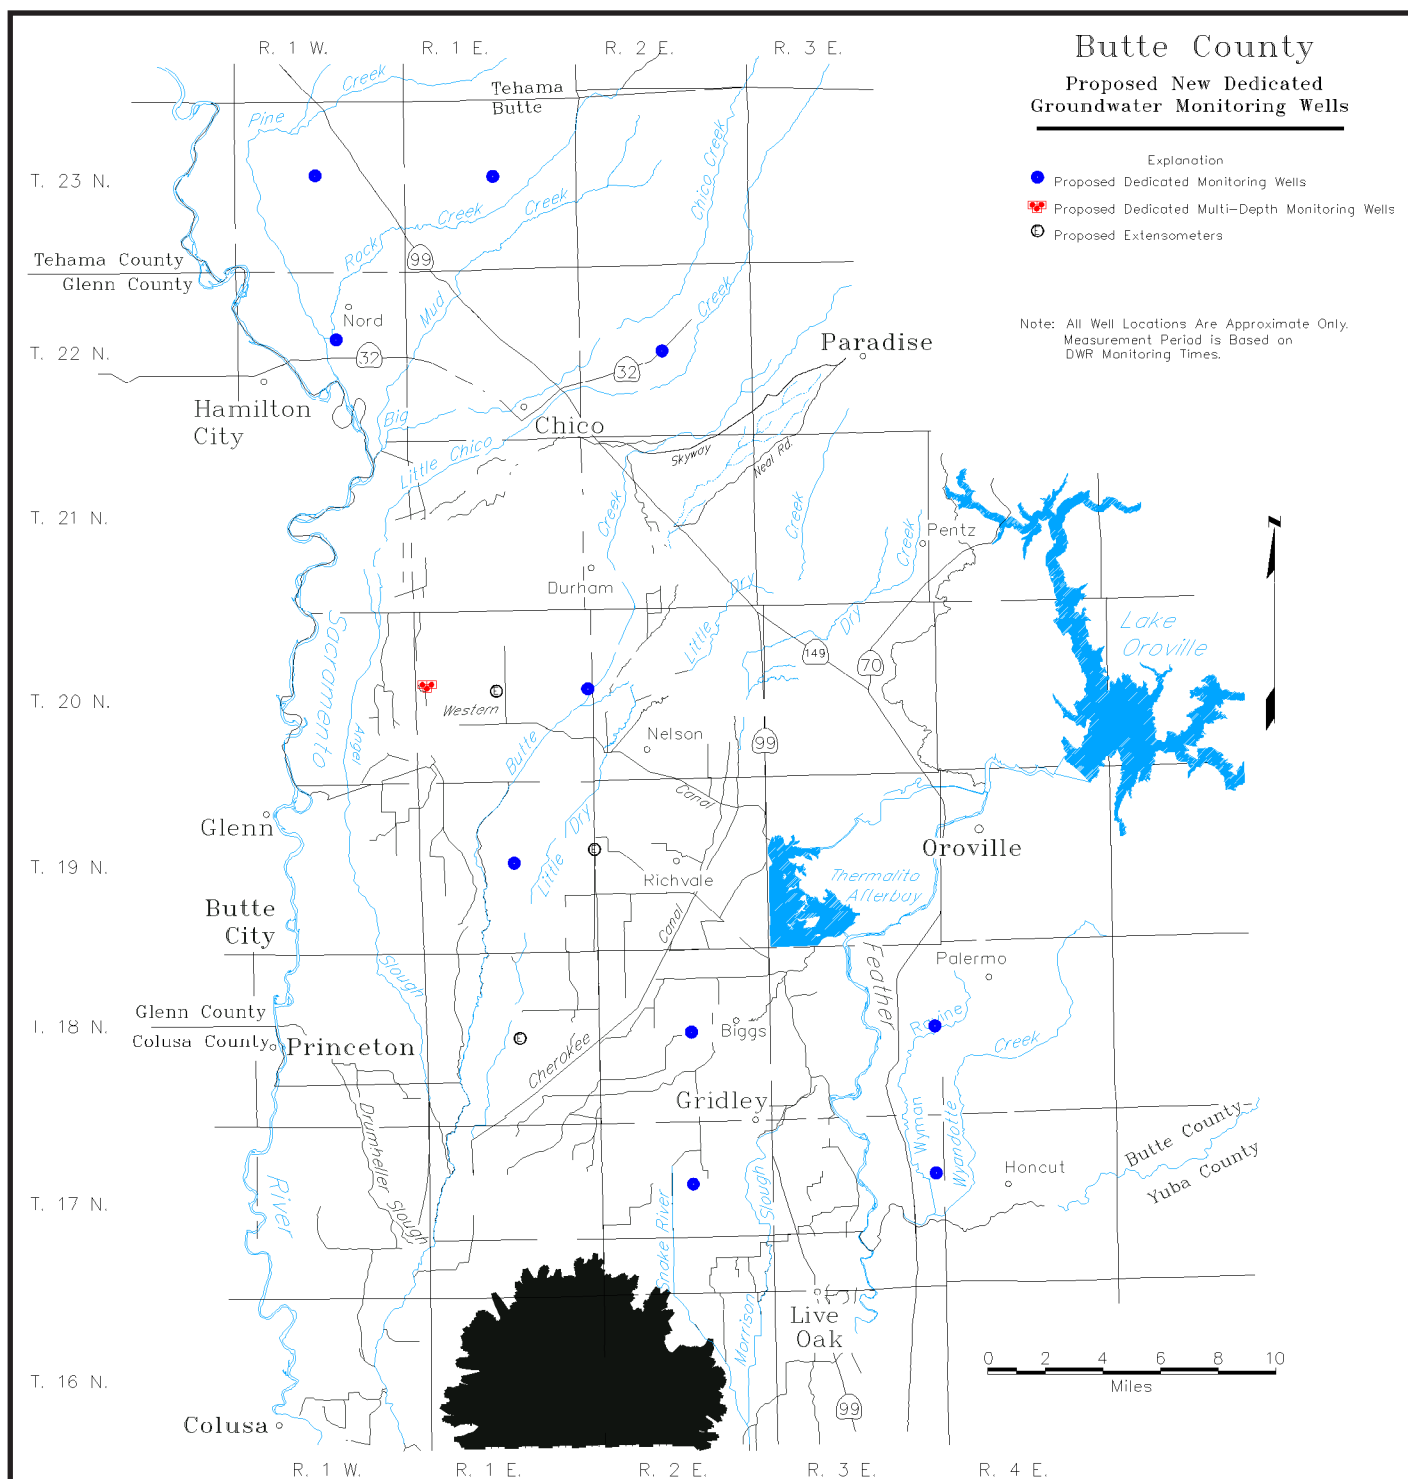 R. 1 W.
R. 1 E.
R. 2 E.
R. 3 E.
Butte County
Proposed New Dedicated
Groundwater Monitoring Wells
Explanation
Proposed Dedicated Monitoring Wells
Proposed Dedicated Multi-Depth Monitoring Wells
E Proposed Extensometers
Note: All Well Locations Are Approximate Only.
Measurement Period is Based on
DWR Monitoring Times.
Tehama
Butte
Creek
Pine
T. 23 N.
Chico Creek
Creek
Creek
Rock
99
Tehama County
Glenn County
Mud
Creek
Nord
T. 22 N.
32
32
Paradise
Hamilton
City
Big
Chico
Little Chico
Creek
Skyway
Neal Rd.
T. 21 N.
Creek
Creek
Creek
Pentz
Durham
Dry
Little
Dry
Sacramento
Lake
Oroville
149
70
T. 20 N.
E
Western
Angel
Butte
Nelson
99
Canal
Glenn
Dry
Little
E
Oroville
T. 19 N.
Richvale
Thermalito
Afterbay
Butte
City
Canal
Slough
Feather
Palermo
Glenn County
Colusa County
I. 18 N.
Princeton
E
Cherokee
Biggs
Ravine
Creek
Gridley
Drumheller Slough
Wyman
Wyandotte
Honcut
Butte County
Yuba County
T. 17 N.
River
Snake River
Slough
Morrison
Live
Oak
0 2 4 6 8 10
Miles
T. 16 N.
99
Colusa
R. 1 W.
R. 1 E.
R. 2 E.
R. 3 E.
R. 4 E.
N